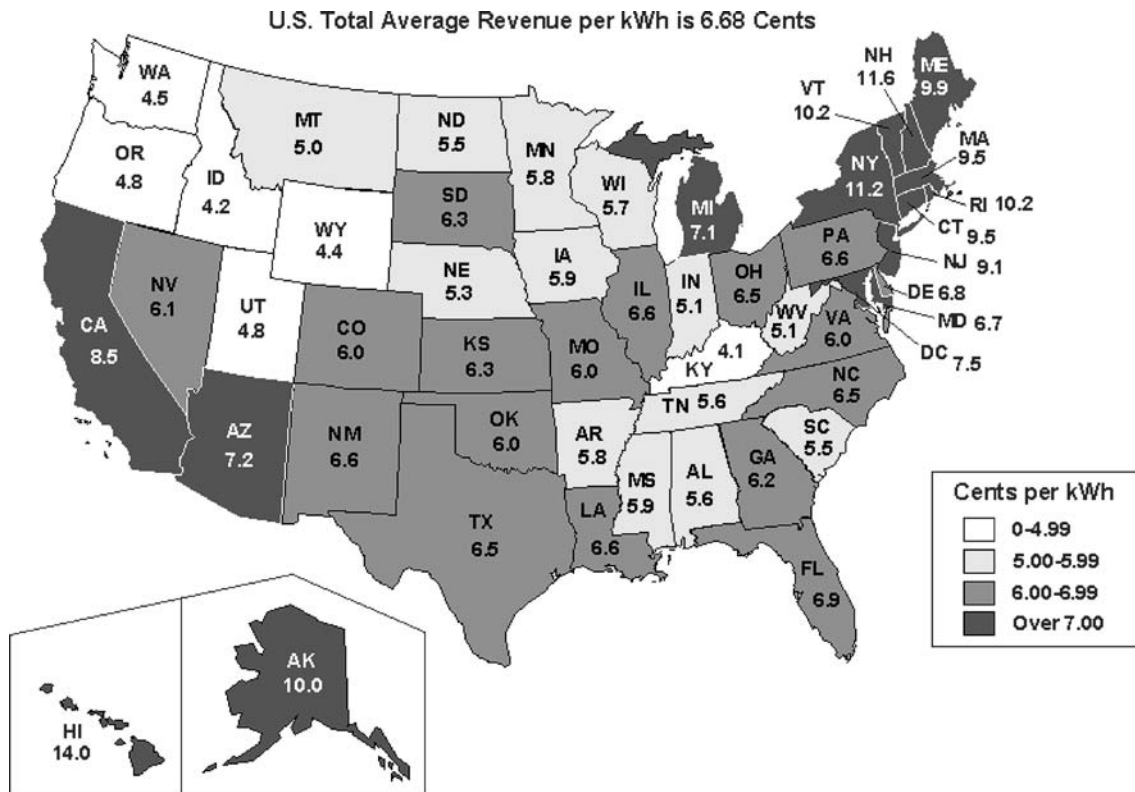 U.S. Total Average Revenue per kWh is 6.68 Cents
WA
4.5
OR
4.8
ID
4.2
MT
5.0
WY
4.4
ND
5.5
SD
6.3
NE
5.3
MN
5.8
WI
5.7
IA
5.9
MI
7.1
NH
11.6
VT
10.2
ME
9.9
MA
9.5
NY
11.2
RI 10.2
CT
9.5
NJ 9.1
PA
6.6
DE 6.8
MD 6.7
DC
7.5
CA
8.5
NV
6.1
UT
4.8
CO
6.0
KS
6.3
MO
6.0
IL
6.6
IN
5.1
OH
6.5
WV
5.1
VA
6.0
4.1
KY
NC
6.5
TN 5.6
SC
5.5
AZ
7.2
NM
6.6
OK
6.0
AR
5.8
MS
5.9
AL
5.6
GA
6.2
TX
6.5
LA
6.6
FL
6.9
HI
14.0
AK
10.0
Cents per kWh
0-4.99
5.00-5.99
6.00-6.99
Over 7.00